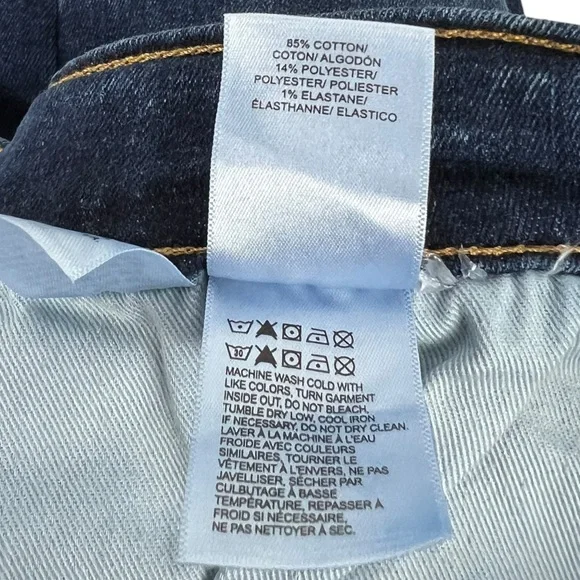 85% COTTON/
COTON/ ALGODÓN
14% POLYESTER/
POLYESTER/ POLIESTER
1% ELASTANE/
ÉLASTHANNE/ ELASTICO
30
MACHINE WASH COLD WITH
LIKE COLORS, TURN GARMENT
INSIDE OUT, DO NOT BLEACH.
TUMBLE DRY LOW, COOL IRON
IF NECESSARY, DO NOT DRY CLEAN.
LAVER À LA MACHINE À L'EAU
FROIDE AVEC COULEURS
SIMILAIRES, TOURNER LE
VÊTEMENT À L'ENVERS, NE PAS
JAVELLISER, SÉCHER PAR
CULBUTAGE À BASSE
TEMPÉRATURE, REPASSER À
FROID SI NÉCESSAIRE,
NE PAS NETTOYER À SEC.